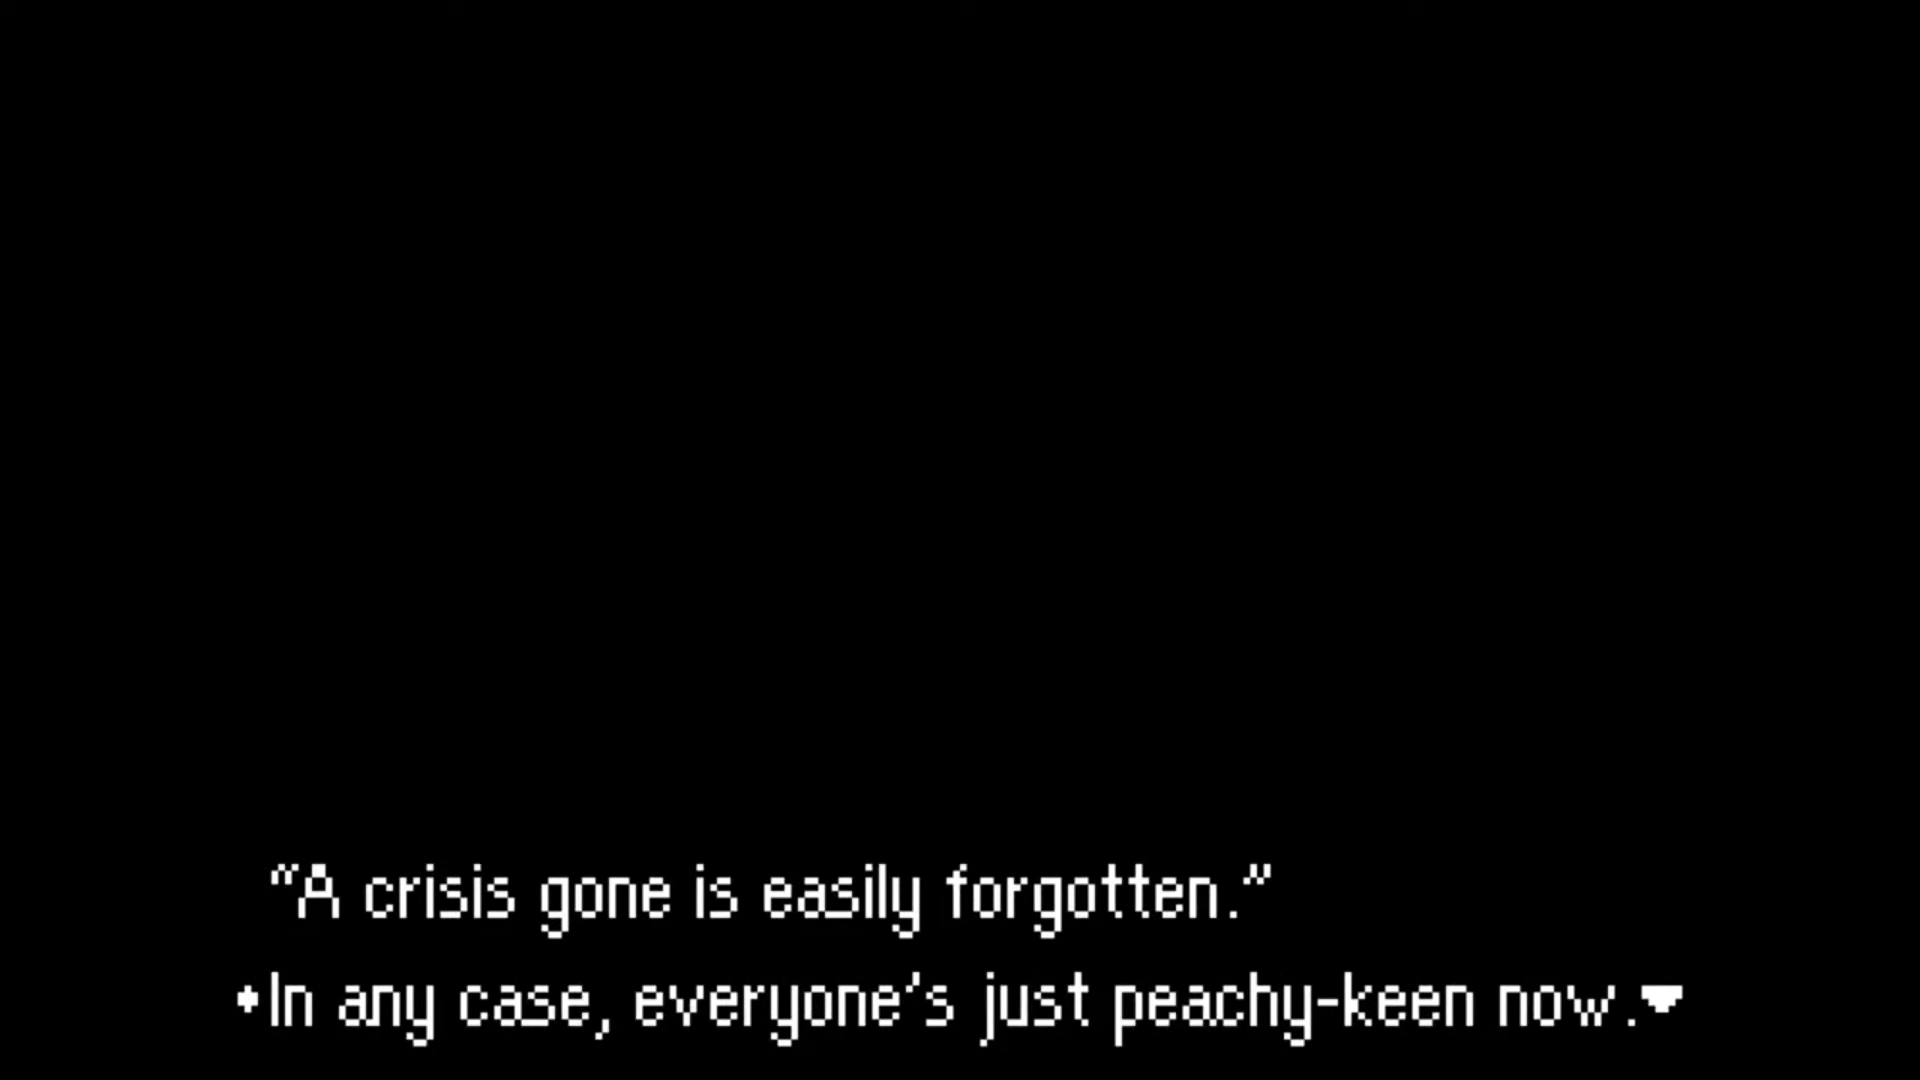 “A crisis gone is easily forgotten.”
•In any case, everyone's just peachy-keen now.